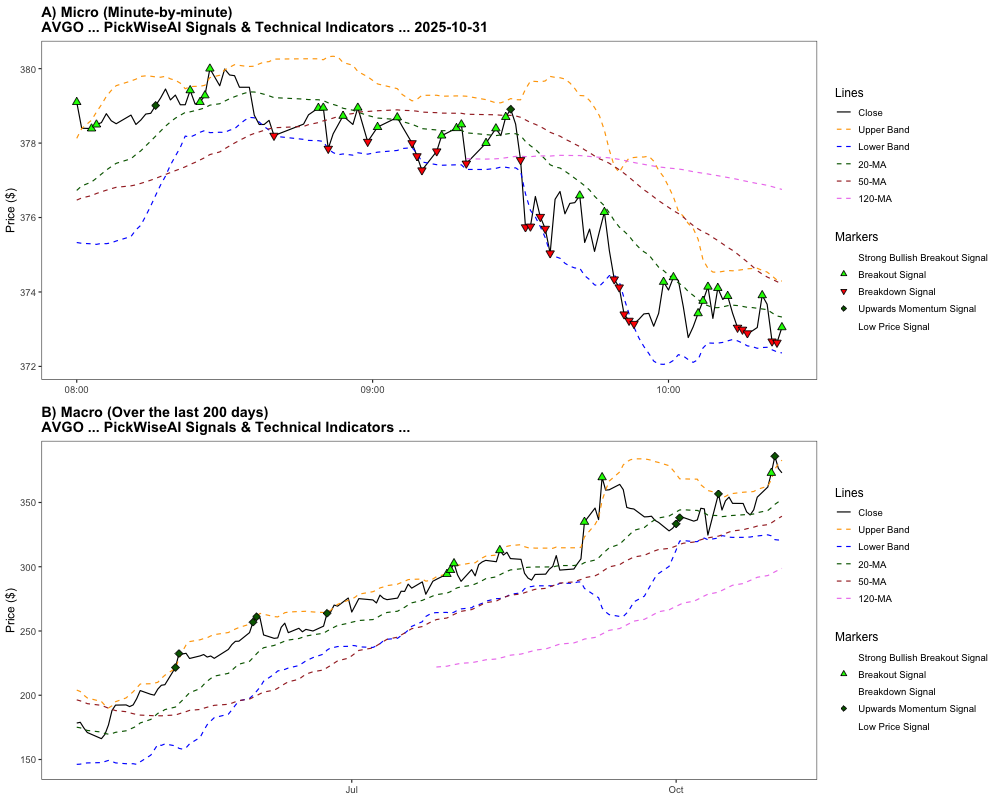 A) Micro (Minute-by-minute)
AVGO ... PickWiseAI Signals & Technical Indicators ... 2025-10-31
Price ($)
380
378
376
374
372
08:00
09:00
10:00
Lines
Close
Upper Band
Lower Band
20-MA
50-MA
120-MA
Markers
Strong Bullish Breakout Signal
Breakout Signal
Breakdown Signal
Upwards Momentum Signal
Low Price Signal
B) Macro (Over the last 200 days)
AVGO ... PickWiseAI Signals & Technical Indicators ...
Price ($)
350
300
250
200
150
Jul
Oct
Lines
Close
Upper Band
Lower Band
20-MA
50-MA
120-MA
Markers
Strong Bullish Breakout Signal
Breakout Signal
Breakdown Signal
Upwards Momentum Signal
Low Price Signal